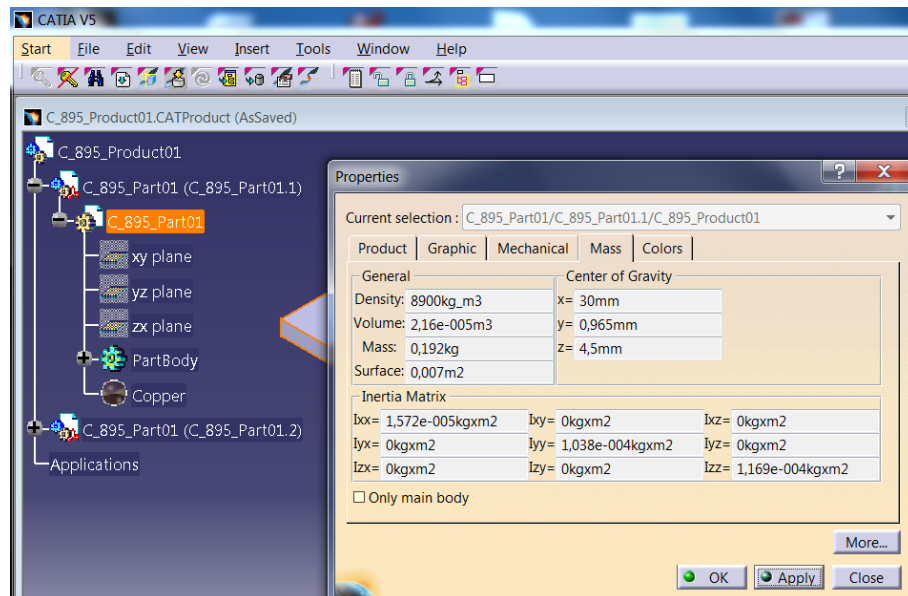 CATIA V5
Start File Edit View Insert Tools Window Help
C_895_Product01.CATProduct (AsSaved)
C_895_Product01
C_895_Part01 (C_895_Part01.1)
C_895_Part01
xy plane
yz plane
zx plane
PartBody
Copper
C_895_Part01 (C_895_Part01.2)
Applications
Properties
Current selection : C_895_Part01/C_895_Part01.1/C_895_Product01
Product Graphic Mechanical Mass Colors
General Center of Gravity
Density: 8900kg_m3 x= 30mm
Volume: 2,16e-005m3 y= 0,965mm
Mass: 0,192kg z= 4,5mm
Surface: 0,007m2
Inertia Matrix
Ixx= 1,572e-005kgxm2 Ixy= 0kgxm2 Ixz= 0kgxm2
Iyx= 0kgxm2 Iyy= 1,038e-004kgxm2 Iyz= 0kgxm2
Izx= 0kgxm2 Izy= 0kgxm2 Izz= 1,169e-004kgxm2
Only main body
More...
OK Apply Close